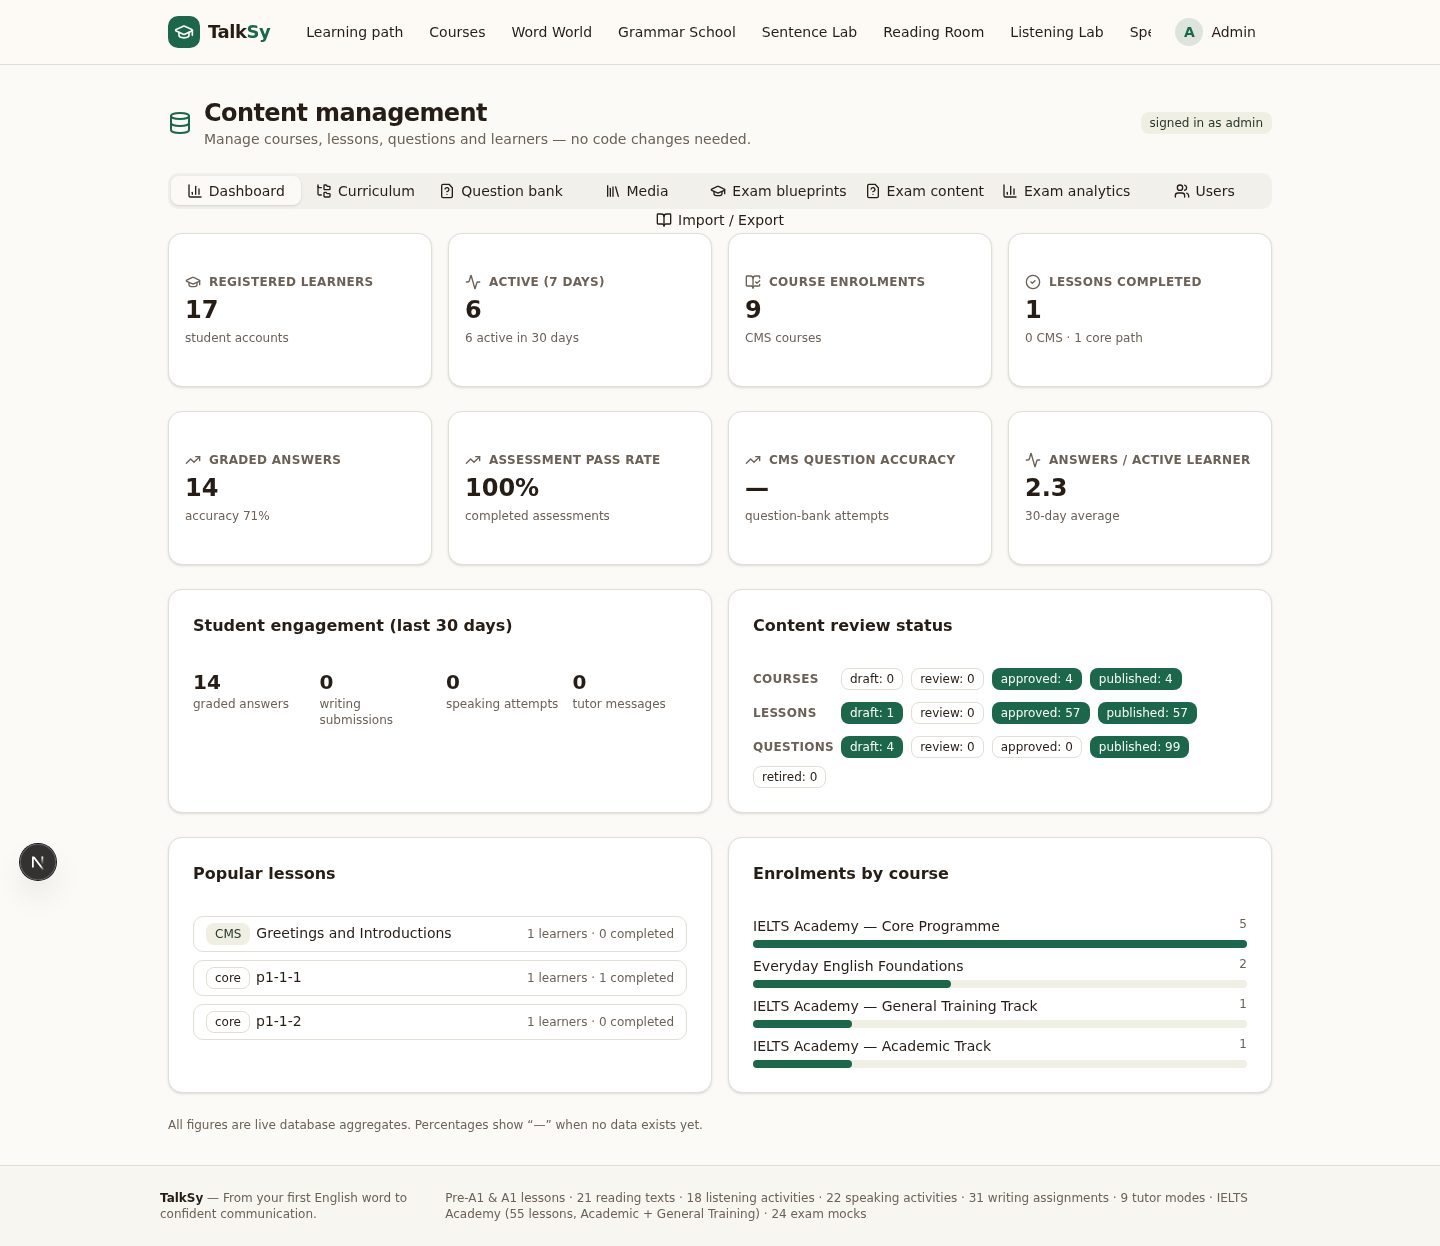 TalkSy
Learning path Courses Word World Grammar School Sentence Lab Reading Room Listening Lab Spe
A Admin
Content management
Manage courses, lessons, questions and learners — no code changes needed.
signed in as admin
Dashboard Curriculum Question bank Media Exam blueprints Exam content Exam analytics Users
Import / Export
REGISTERED LEARNERS
17
student accounts
ACTIVE (7 DAYS)
6
6 active in 30 days
COURSE ENROLMENTS
9
CMS courses
LESSONS COMPLETED
1
0 CMS · 1 core path
GRADED ANSWERS
14
accuracy 71%
ASSESSMENT PASS RATE
100%
completed assessments
CMS QUESTION ACCURACY
—
question-bank attempts
ANSWERS / ACTIVE LEARNER
2.3
30-day average
Student engagement (last 30 days)
14
graded answers
0
writing
submissions
0
speaking attempts
0
tutor messages
Content review status
COURSES draft: 0 review: 0 approved: 4 published: 4
LESSONS draft: 1 review: 0 approved: 57 published: 57
QUESTIONS draft: 4 review: 0 approved: 0 published: 99
retired: 0
Popular lessons
CMS Greetings and Introductions 1 learners · 0 completed
core p1-1-1 1 learners · 1 completed
core p1-1-2 1 learners · 0 completed
Enrolments by course
IELTS Academy — Core Programme 5
Everyday English Foundations 2
IELTS Academy — General Training Track 1
IELTS Academy — Academic Track 1
All figures are live database aggregates. Percentages show “—” when no data exists yet.
TalkSy — From your first English word to
confident communication.
Pre-A1 & A1 lessons · 21 reading texts · 18 listening activities · 22 speaking activities · 31 writing assignments · 9 tutor modes · IELTS
Academy (55 lessons, Academic + General Training) · 24 exam mocks
N